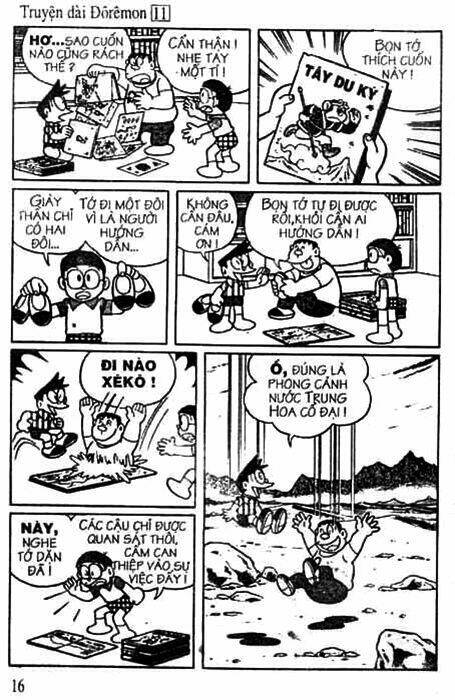 Truyện dài Đôrêmon 11
HƠ...SAO CUỐN
NÀO CŨNG RÁCH
THẾ ?
CẨN THẬN !
NHẸ TAY
MỘT TÍ !
BỌN TỚ
THÍCH CUỐN
NÀY !
TÂY DU KÝ
GIÀY
THẦN CHỈ
CÓ HAI
ĐÔI...
TỚ ĐI MỘT ĐÔI
VÌ LÀ NGƯỜI
HƯỚNG
DẪN...
KHÔNG
CẦN ĐÂU.
CÁM
ƠN !
BỌN TỚ TỰ ĐI ĐƯỢC
RỒI,KHỎI CẦN AI
HƯỚNG DẪN !
ĐI NÀO
XÊKÔ !
Ồ, ĐÚNG LÀ
PHONG CẢNH
NƯỚC TRUNG
HOA CỔ ĐẠI !
NÀY,
NGHE
TỚ DẶN
ĐÃ !
CÁC CẬU CHỈ ĐƯỢC
QUAN SÁT THÔI,
CẤM CAN
THIỆP VÀO SỰ
VIỆC ĐẤY !
16